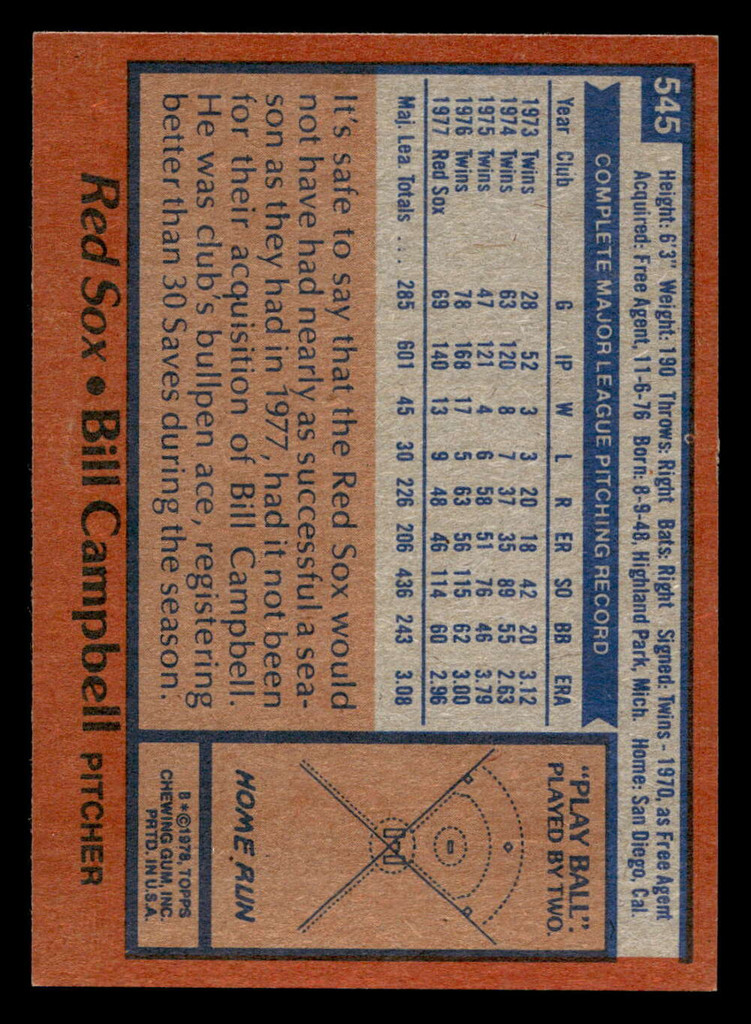 545
Height: 6'3" Weight: 190 Throws: Right Bats: Right Signed: Twins - 1970, as Free Agent
Acquired: Free Agent, 11-6-76 Born: 8-9-48, Highland Park, Mich. Home: San Diego, Cal.
COMPLETE MAJOR LEAGUE PITCHING RECORD
Year Club G IP W L R ER SO BB ERA
1973 Twins 28 52 3 3 20 18 42 20 3.12
1974 Twins 63 120 8 7 37 35 89 55 2.63
1975 Twins 47 121 4 6 58 51 76 46 3.79
1976 Twins 78 168 17 5 63 56 115 62 3.00
1977 Red Sox 69 140 13 9 48 46 114 60 2.96
Maj. Lea. Totals ... 285 601 45 30 226 206 436 243 3.08
It's safe to say that the Red Sox would
not have had nearly as successful a sea-
son as they had in 1977, had it not been
for their acquisition of Bill Campbell.
He was club's bullpen ace, registering
better than 30 Saves during the season.
"PLAY BALL".
PLAYED BY TWO.
HOME RUN
B*©1978, TOPPS
CHEWING GUM, INC.
PRTD. IN U.S.A.
Red Sox • Bill Campbell PITCHER